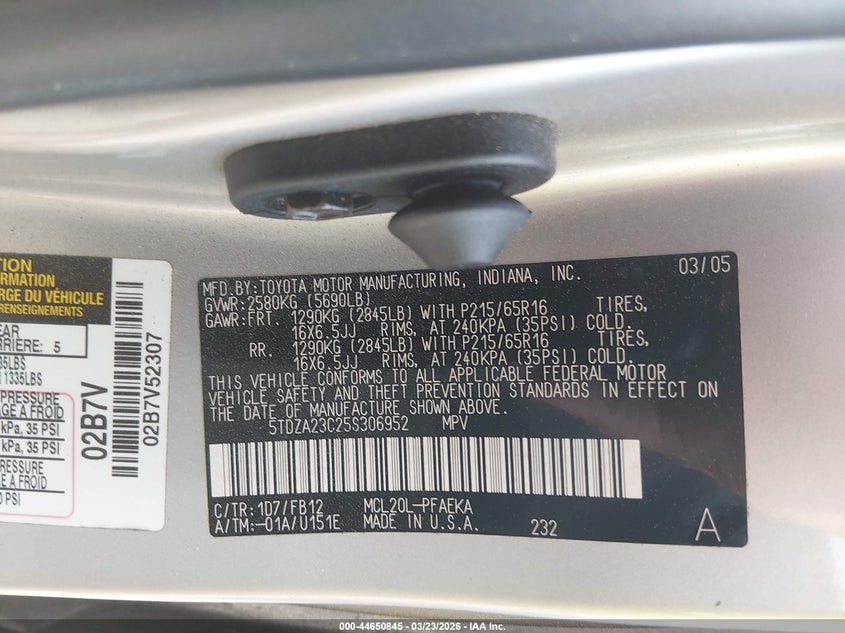 TION
FORMATION
RGE DU VÉHICULE
RENSEIGNEMENTS
EAR
RRIÈRE: 5
35LBS
1335LBS
PRESSURE
AGE A FROID
kPa, 35 PSI
kPa, 35 PSI
PRESSURE
A FROID
0 PSI
02B7V
02B7V52307
MFD.BY:TOYOTA MOTOR MANUFACTURING, INDIANA, INC. 03/05
GVWR:2580KG (5690LB)
GAWR:FRT. 1290KG (2845LB) WITH P215/65R16 TIRES,
16X6.5JJ RIMS, AT 240KPA (35PSI) COLD.
RR. 1290KG (2845LB) WITH P215/65R16 TIRES,
16X6.5JJ RIMS, AT 240KPA (35PSI) COLD.
THIS VEHICLE CONFORMS TO ALL APPLICABLE FEDERAL MOTOR
VEHICLE SAFETY AND THEFT PREVENTION STANDARDS IN EFFECT ON
DATE OF MANUFACTURE SHOWN ABOVE.
5TDZA23C25S306952 MPV
C/TR: 1D7/FB12 MCL20L-PFAEKA
A/TM:-01A/U151E MADE IN U.S.A. 232 A
000-44650845 - 03/23/2026 - IAA Inc.